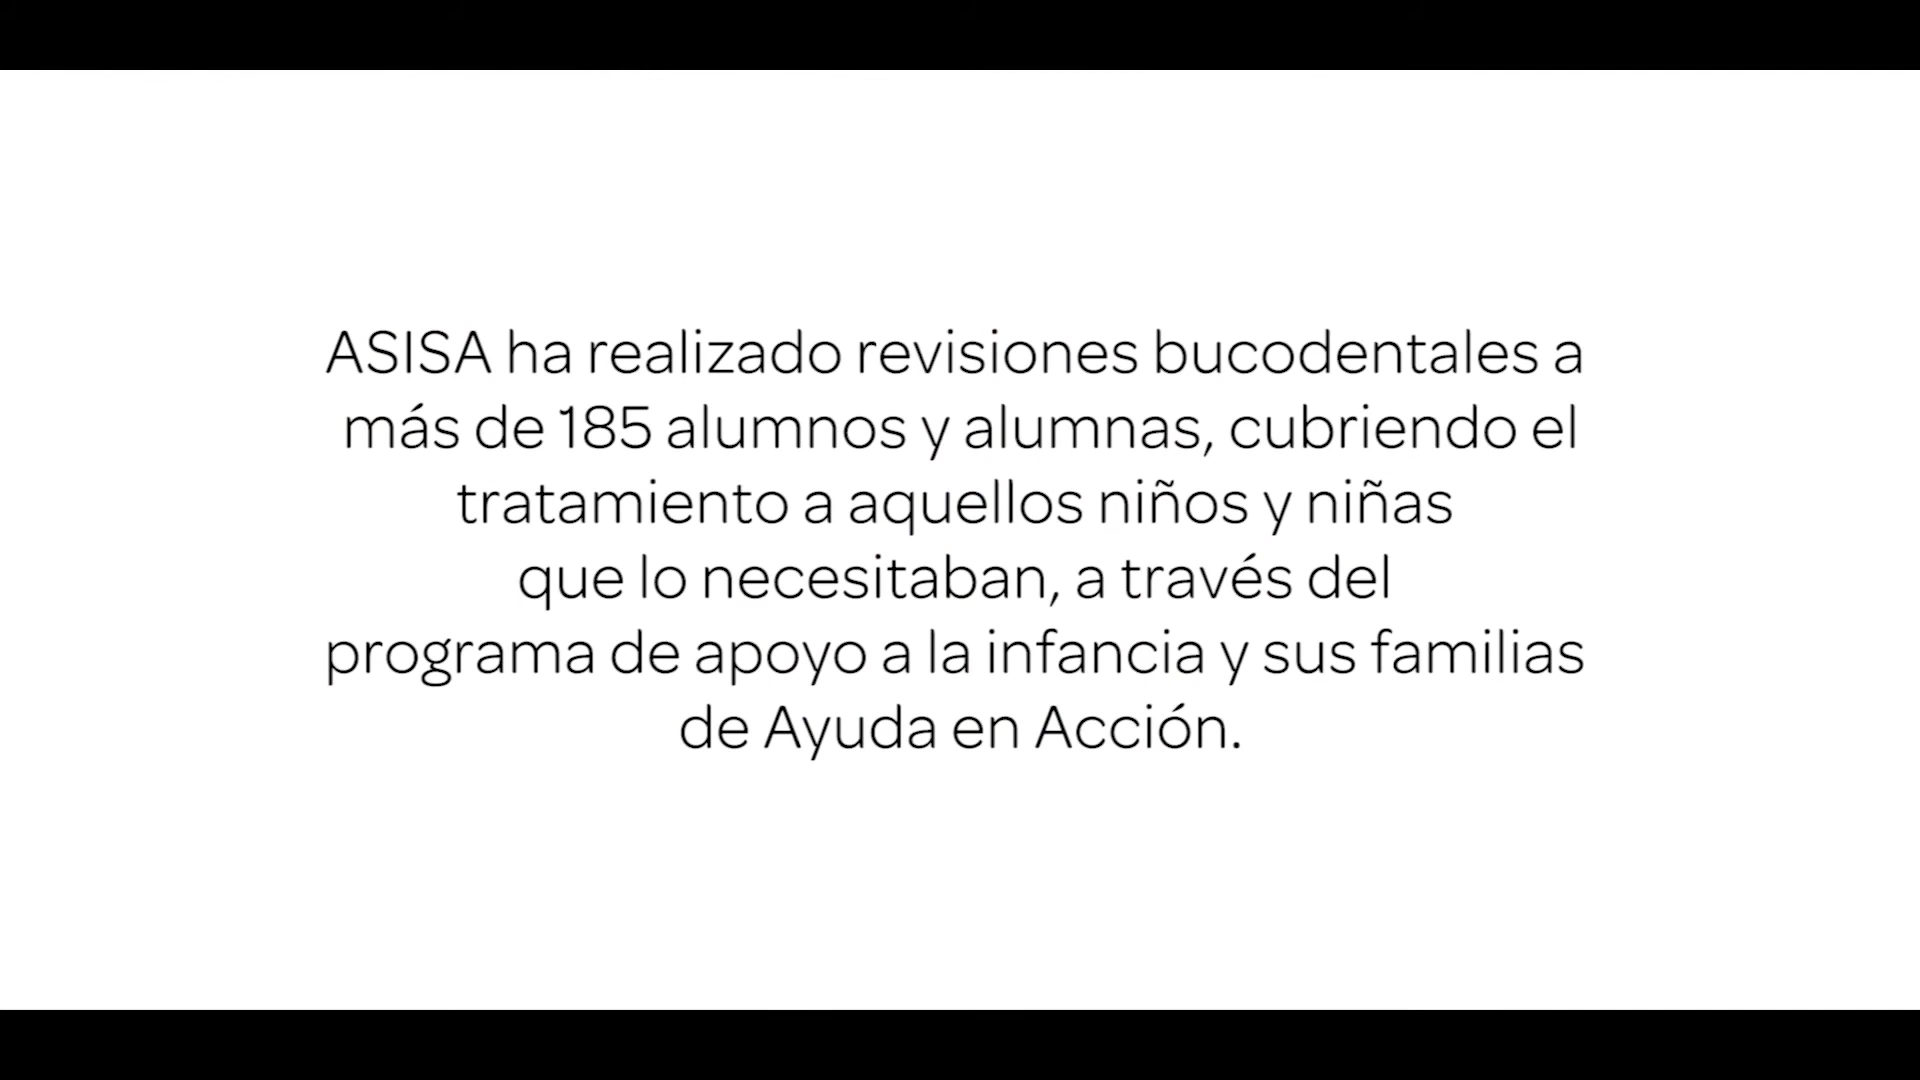 ASISA ha realizado revisiones bucodentales a
más de 185 alumnos y alumnas, cubriendo el
tratamiento a aquellos niños y niñas
que lo necesitaban, a través del
programa de apoyo a la infancia y sus familias
de Ayuda en Acción.